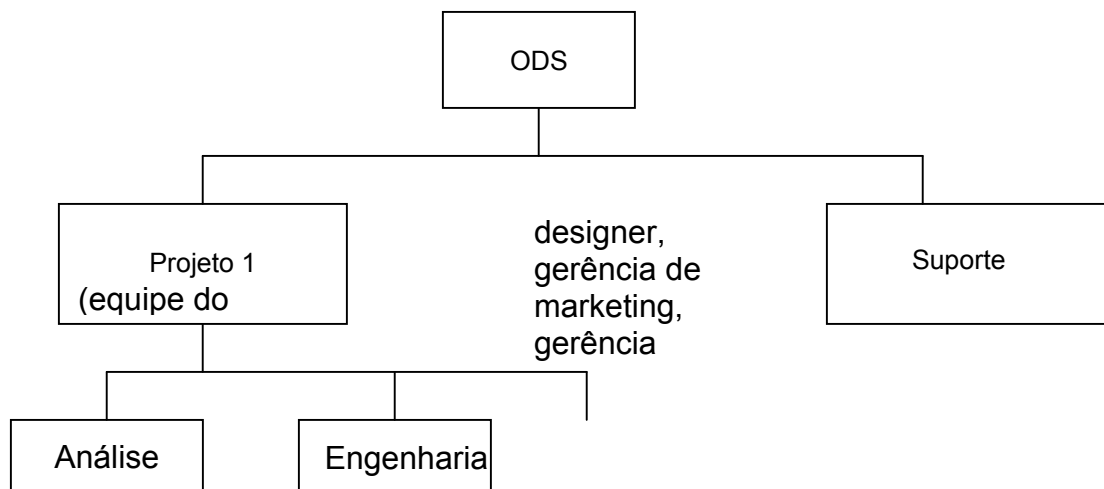 ODS
Projeto 1
(equipe do
designer,
gerência de
marketing,
gerência
Suporte
Análise
Engenharia